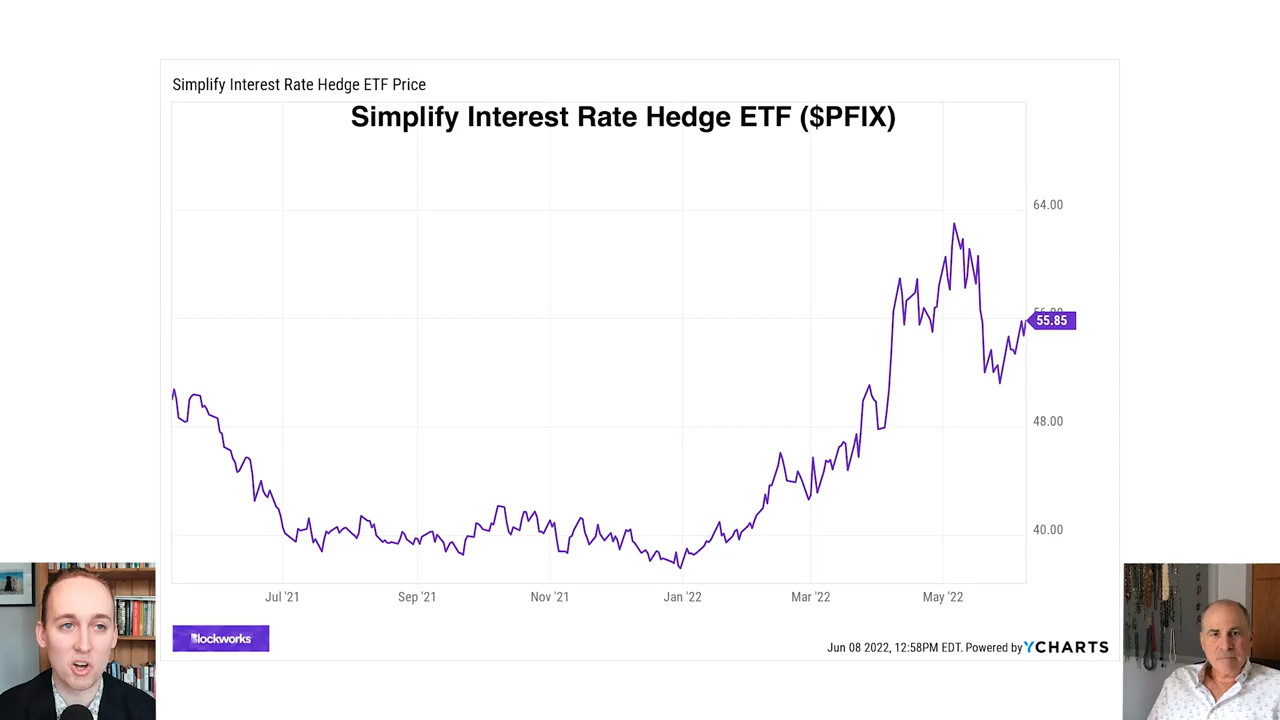 Simplify Interest Rate Hedge ETF Price
Simplify Interest Rate Hedge ETF ($PFIX)
64.00
56.00
55.85
48.00
40.00
Jul '21
Sep '21
Nov '21
Jan '22
Mar '22
May '22
Blockworks
Jun 08 2022, 12:58PM EDT. Powered by YCHARTS